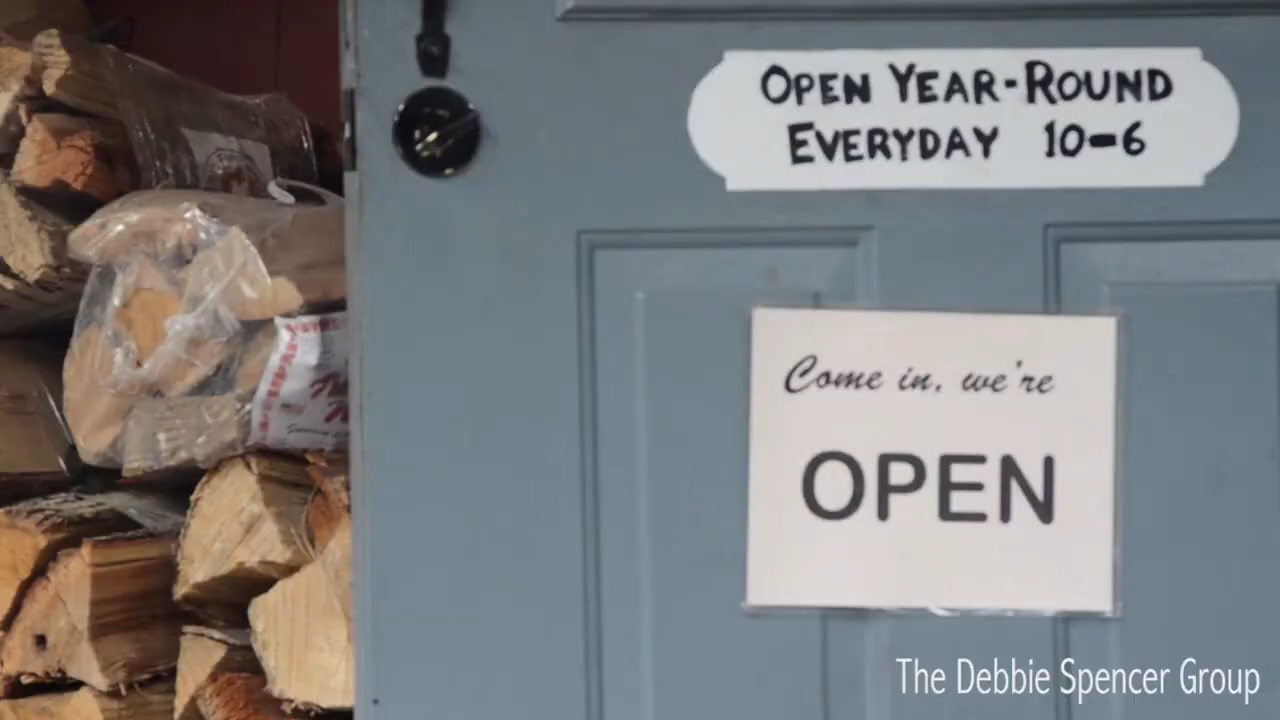 OPEN YEAR-ROUND
EVERYDAY 10-6
Come in, we're
OPEN
The Debbie Spencer Group